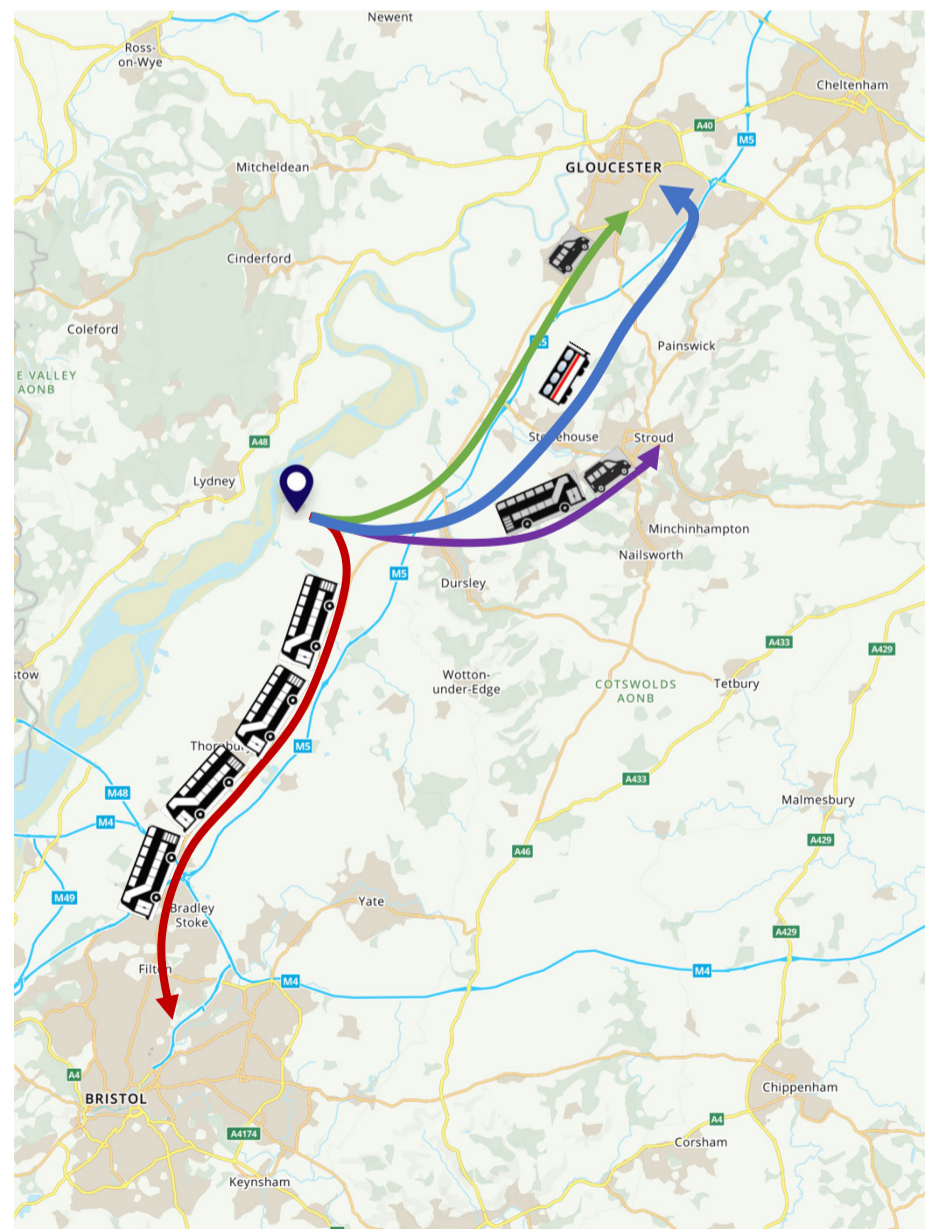 Newent
Ross-
on-Wye
Cheltenham
A40
M5
Mitcheldean
GLOUCESTER
Cinderford
Coleford
M5
Painswick
E VALLEY
AONB
A48
Stroud
Lydney
Minchinhampton
Nailsworth
M5
Dursley
A433
A429
Wotton-
under-Edge
COTSWOLDS
AONB
Tetbury
stow
M5
A433
M48
Malmesbury
M4
A429
A46
M49
Yate
Bradley
Stoke
A429
Filton
M4
M4
A4
Chippenham
BRISTOL
A4
A4174
Corsham
Keynsham